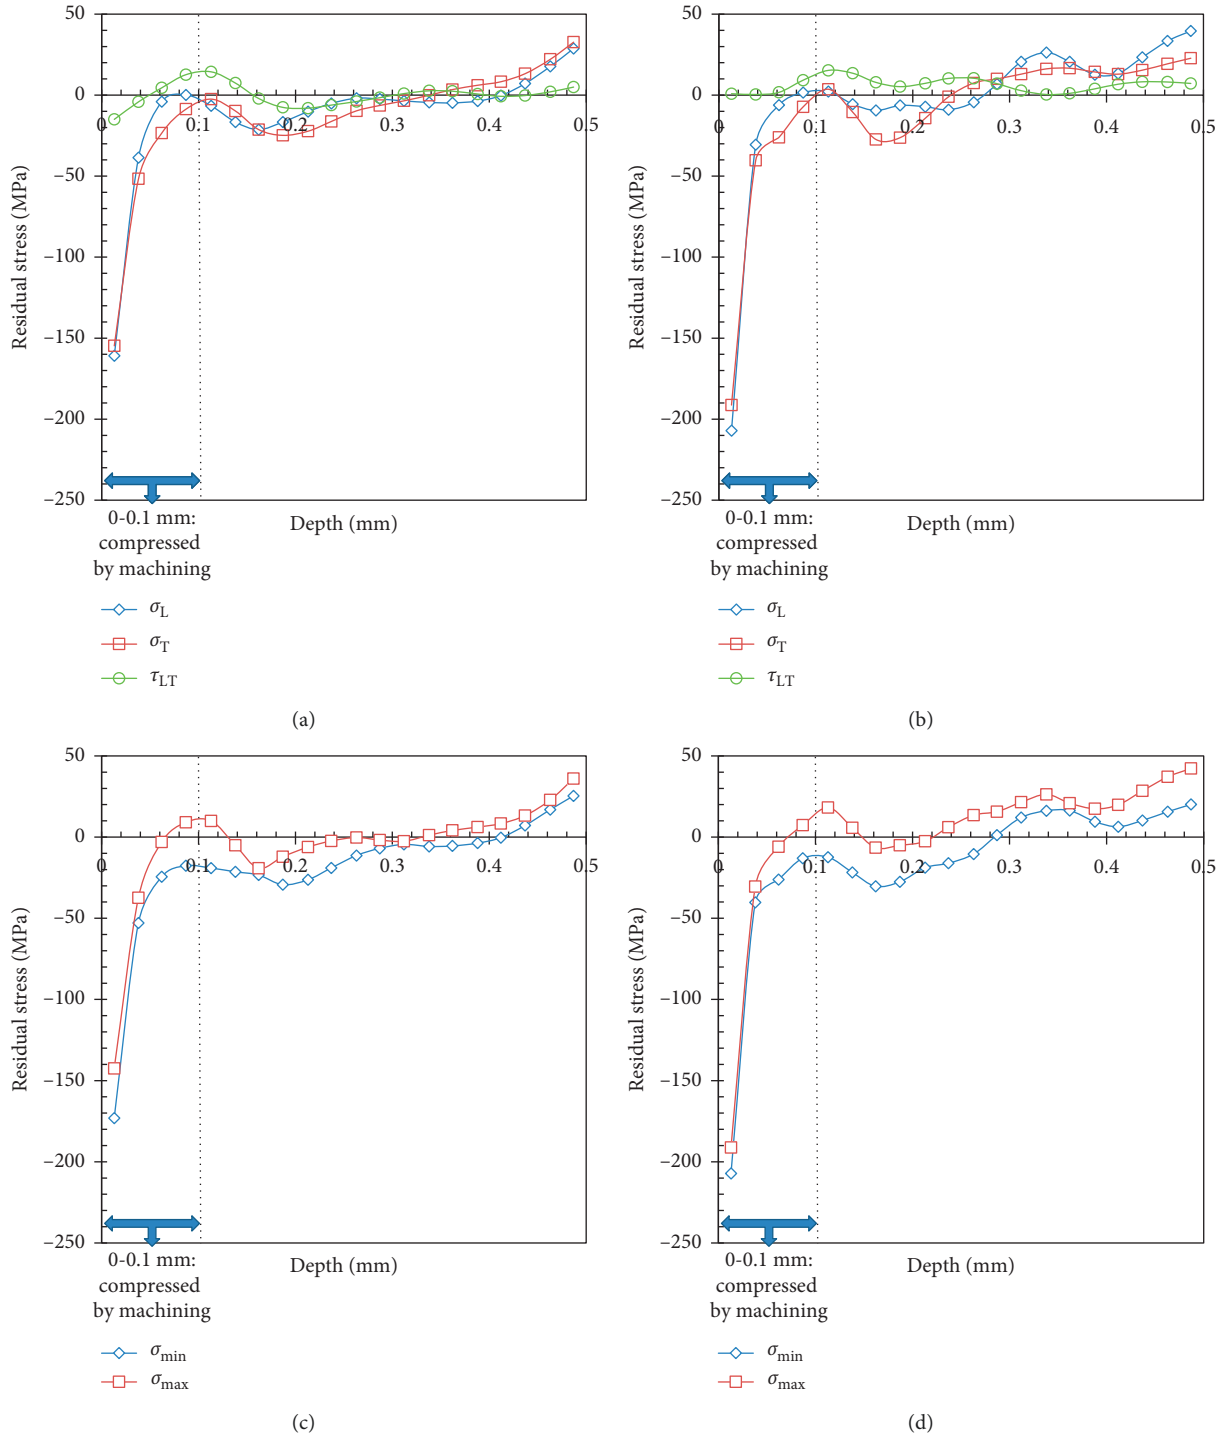 50
0
–50
–100
–150
–200
–250
0 0.1 0.2 0.3 0.4 0.5
Residual stress (MPa)
Depth (mm)
0-0.1 mm:
compressed
by machining
σL
σT
τLT
(a)
50
0
–50
–100
–150
–200
–250
0 0.1 0.2 0.3 0.4 0.5
Residual stress (MPa)
Depth (mm)
0-0.1 mm:
compressed
by machining
σL
σT
τLT
(b)
50
0
–50
–100
–150
–200
–250
0 0.1 0.2 0.3 0.4 0.5
Residual stress (MPa)
Depth (mm)
0-0.1 mm:
compressed
by machining
σmin
σmax
(c)
50
0
–50
–100
–150
–200
–250
0 0.1 0.2 0.3 0.4 0.5
Residual stress (MPa)
Depth (mm)
0-0.1 mm:
compressed
by machining
σmin
σmax
(d)